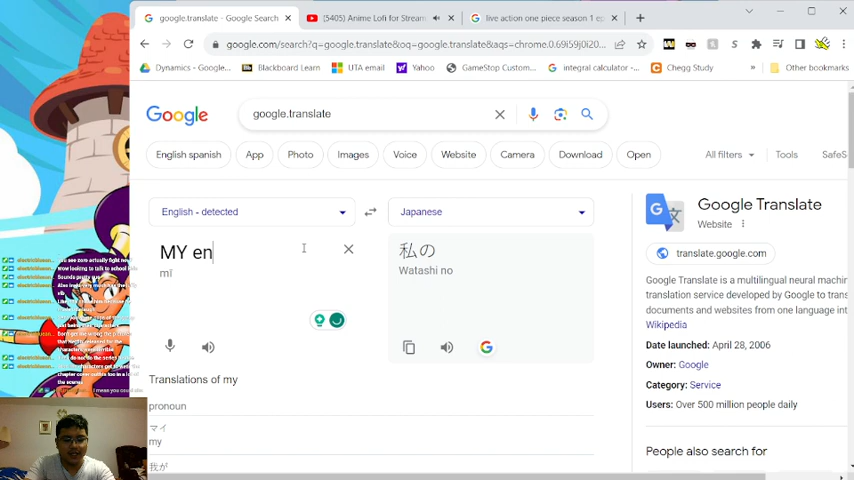 google.translate - Google Search
(5405) Anime Lofi for Stream
live action one piece season 1 ep
google.com/search?q=google.translate&oq=google.translate&aqs=chrome.0.69i59j0i20...
Dynamics - Google...
Blackboard Learn
UTA email
Yahoo
GameStop Custom...
integral calculator -...
Chegg Study
»
Other bookmarks
Google
google.translate
English spanish
App
Photo
Images
Voice
Website
Camera
Download
Open
All filters
Tools
SafeS
English - detected
Japanese
MY en
mī
私の
Watashi no
Translations of my
pronoun
マイ
my
我が
Google Translate
Website
translate.google.com
Google Translate is a multilingual neural machin
translation service developed by Google to trans
documents and websites from one language int
Wikipedia
Date launched: April 28, 2006
Owner: Google
Category: Service
Users: Over 500 million people daily
People also search for